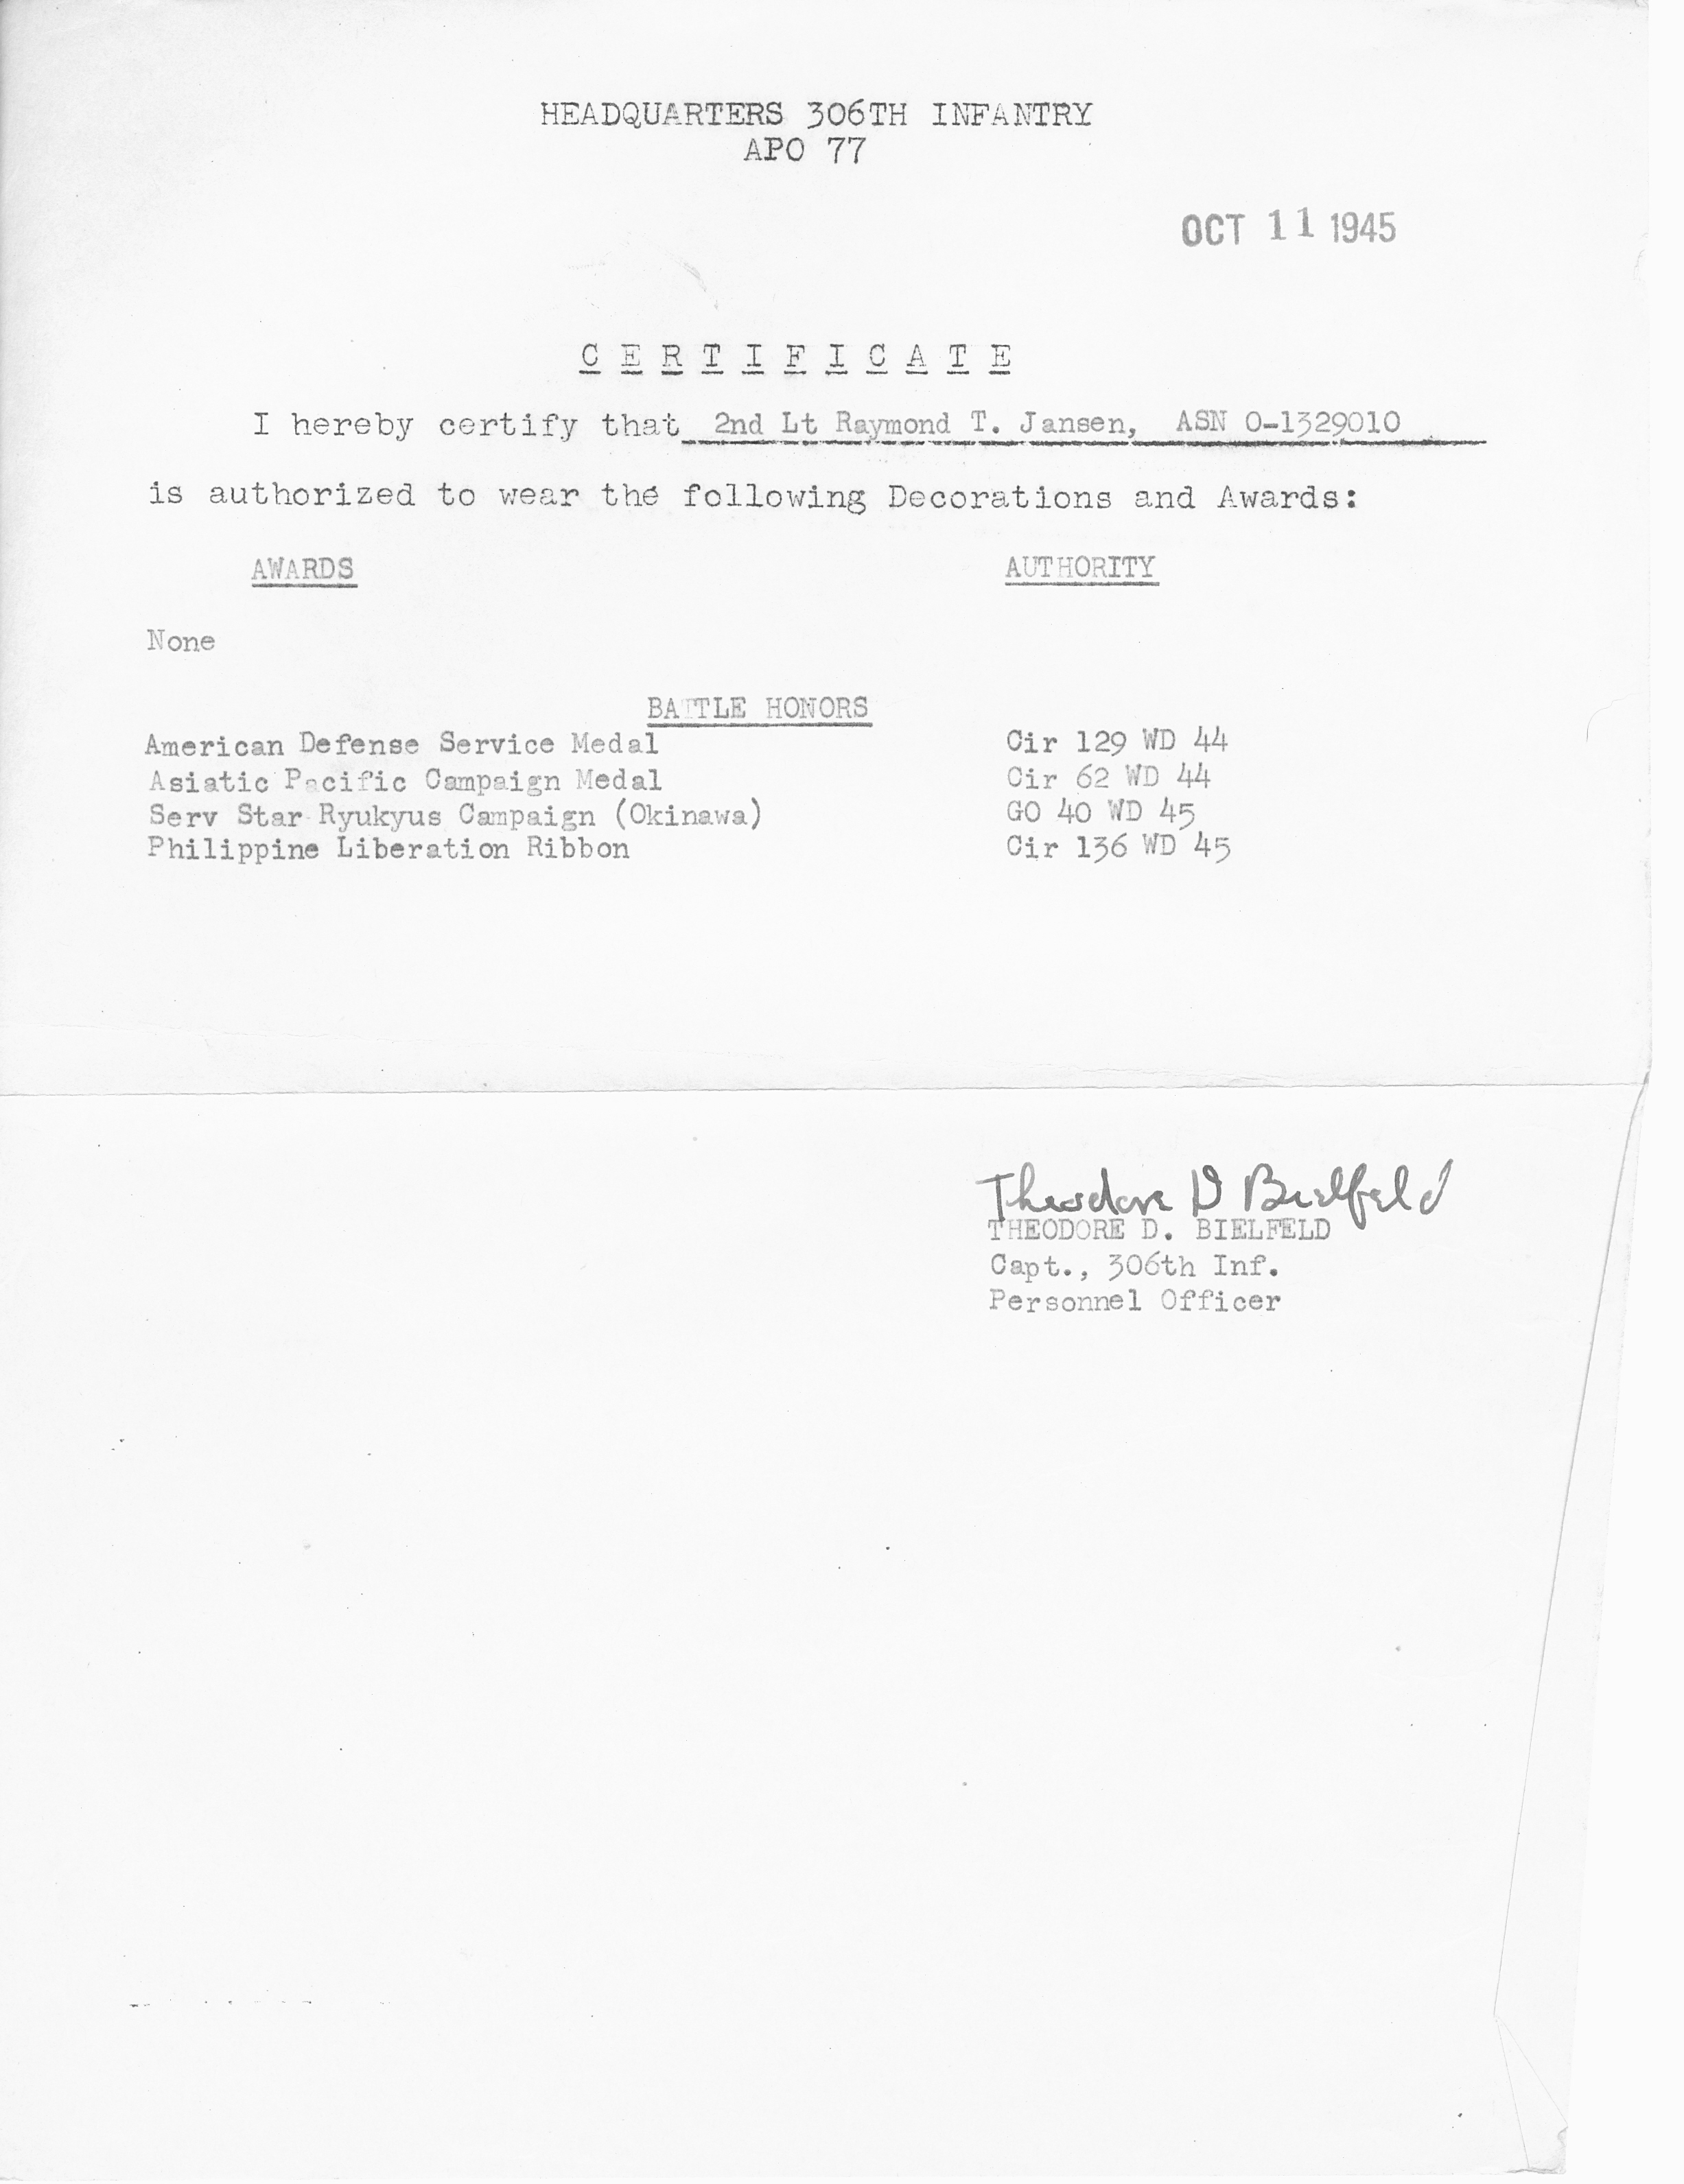 HEADQUARTERS 306TH INFANTRY
APO 77
OCT 11 1945
C E R T I F I C A T E
I hereby certify that 2nd Lt Raymond T. Jansen, ASN O-1329010
is authorized to wear the following Decorations and Awards:
AWARDS AUTHORITY
None
BATTLE HONORS
American Defense Service Medal Cir 129 WD 44
Asiatic Pacific Campaign Medal Cir 62 WD 44
Serv Star Ryukyus Campaign (Okinawa) GO 40 WD 45
Philippine Liberation Ribbon Cir 136 WD 45
Theodore D Bielfeld
THEODORE D. BIELFELD
Capt., 306th Inf.
Personnel Officer